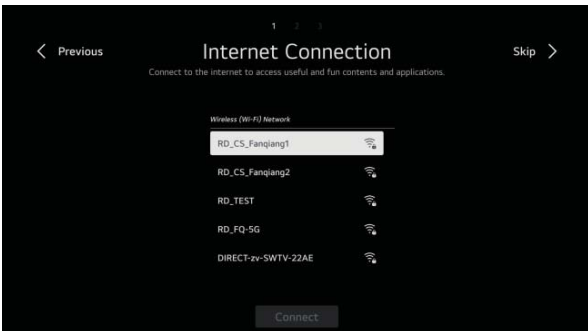 1 2 3
Previous
Internet Connection
Skip
Connect to the internet to access useful and fun contents and applications.
Wireless (Wi-Fi) Network
RD_CS_Fanqiang1
RD_CS_Fanqiang2
RD_TEST
RD_FQ-5G
DIRECT-zv-SWTV-22AE
Connect